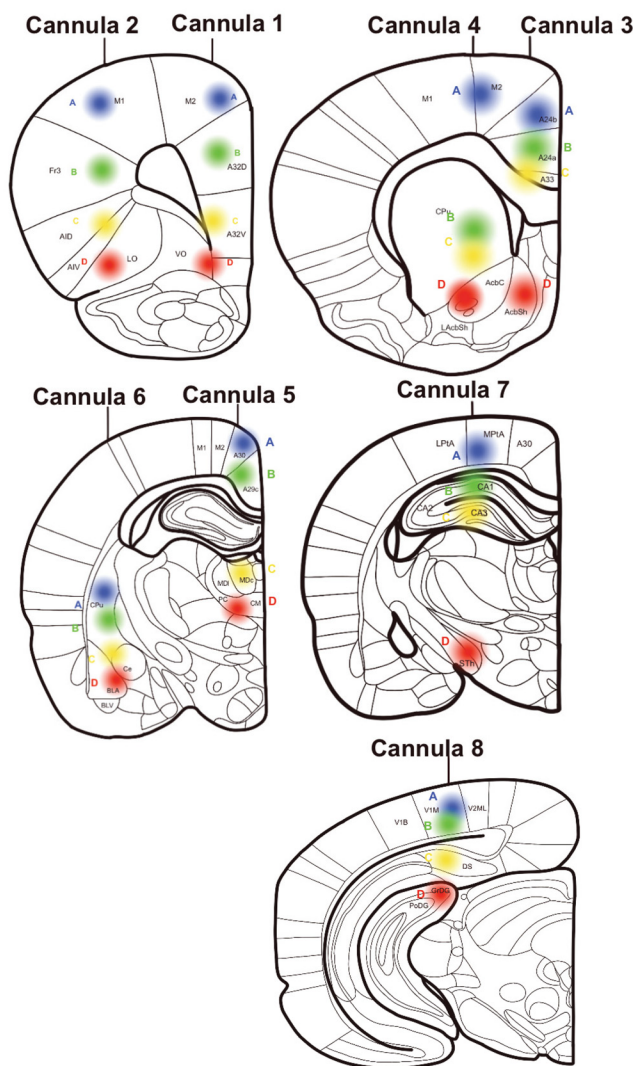 Cannula 2 Cannula 1
A M1 M2 A
Fr3 B B A32D
C AID C A32V
D AIV LO VO D
Cannula 4 Cannula 3
A M2 M1 A
A24b
B
A24a
C
A33
CPu
B
C
D AcbC D
AcbSh
LAcbSh
Cannula 6 Cannula 5
M1 M2 A30 A
B
A29c
MDl MDc C
PC CM D
A CPu
B
C Ce
D
BLA
BLV
Cannula 7
LPtA MPtA A30
A
B CA1
CA2 C CA3
D
STh
Cannula 8
A
V1M V2ML
V1B B
C DS
D GrDG
PoDG